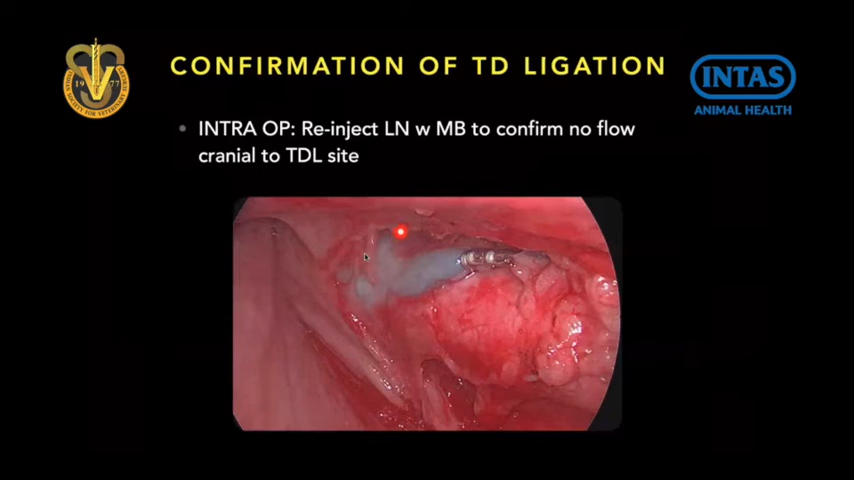 CONFIRMATION OF TD LIGATION
INTAS
ANIMAL HEALTH
INTRA OP: Re-inject LN w MB to confirm no flow
cranial to TDL site